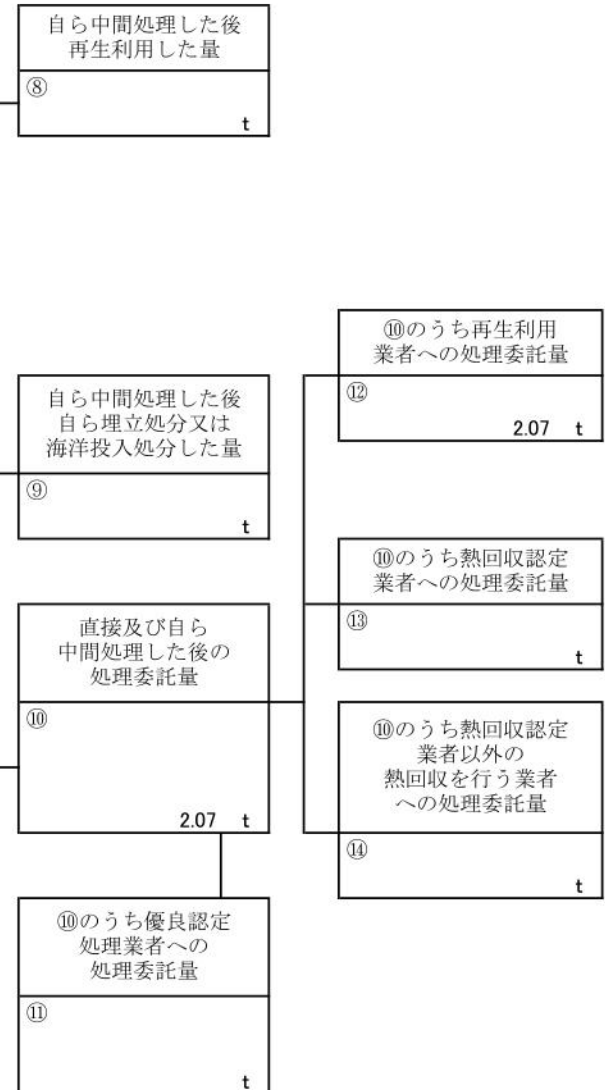 自ら中間処理した後
再生利用した量
⑧
t
⑩のうち再生利用
業者への処理委託量
⑫
2.07 t
自ら中間処理した後
自ら埋立処分又は
海洋投入処分した量
⑨
t
⑩のうち熱回収認定
業者への処理委託量
⑬
t
直接及び自ら
中間処理した後の
処理委託量
⑩
2.07 t
⑩のうち熱回収認定
業者以外の
熱回収を行う業者
への処理委託量
⑭
t
⑩のうち優良認定
処理業者への
処理委託量
⑪
t